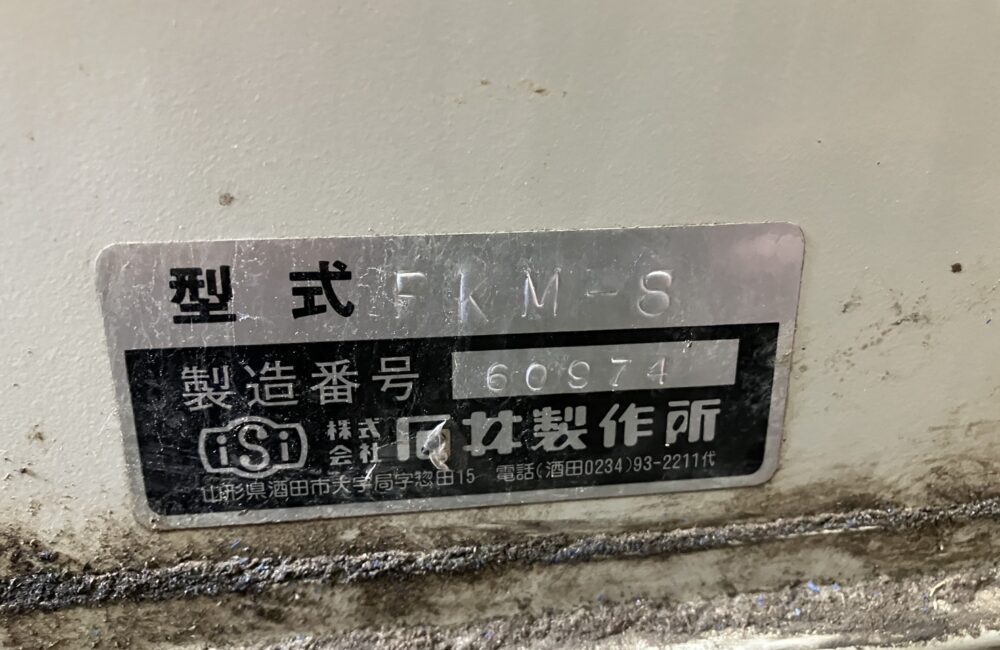 型式 FKM-S
製造番号 60974
iSi 株式会社 製作所
山形県酒田市大字局字惣田15 電話(酒田0234)93-2211代